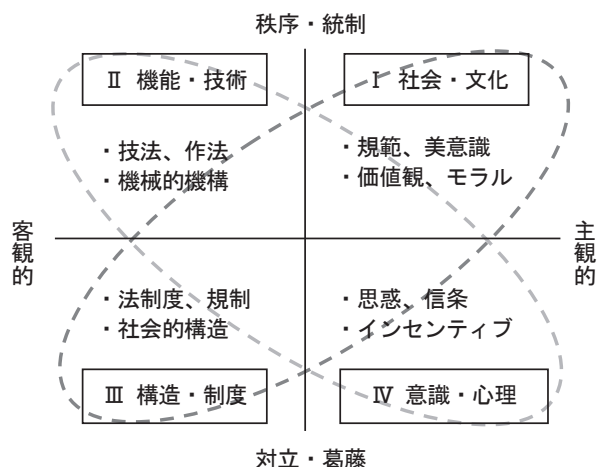 秩序・統制
Ⅱ 機能・技術
Ⅰ 社会・文化
・技法、作法
・機械的機構
・規範、美意識
・価値観、モラル
客観的
主観的
・法制度、規制
・社会的構造
・思惑、信条
・インセンティブ
Ⅲ 構造・制度
Ⅳ 意識・心理
対立・葛藤